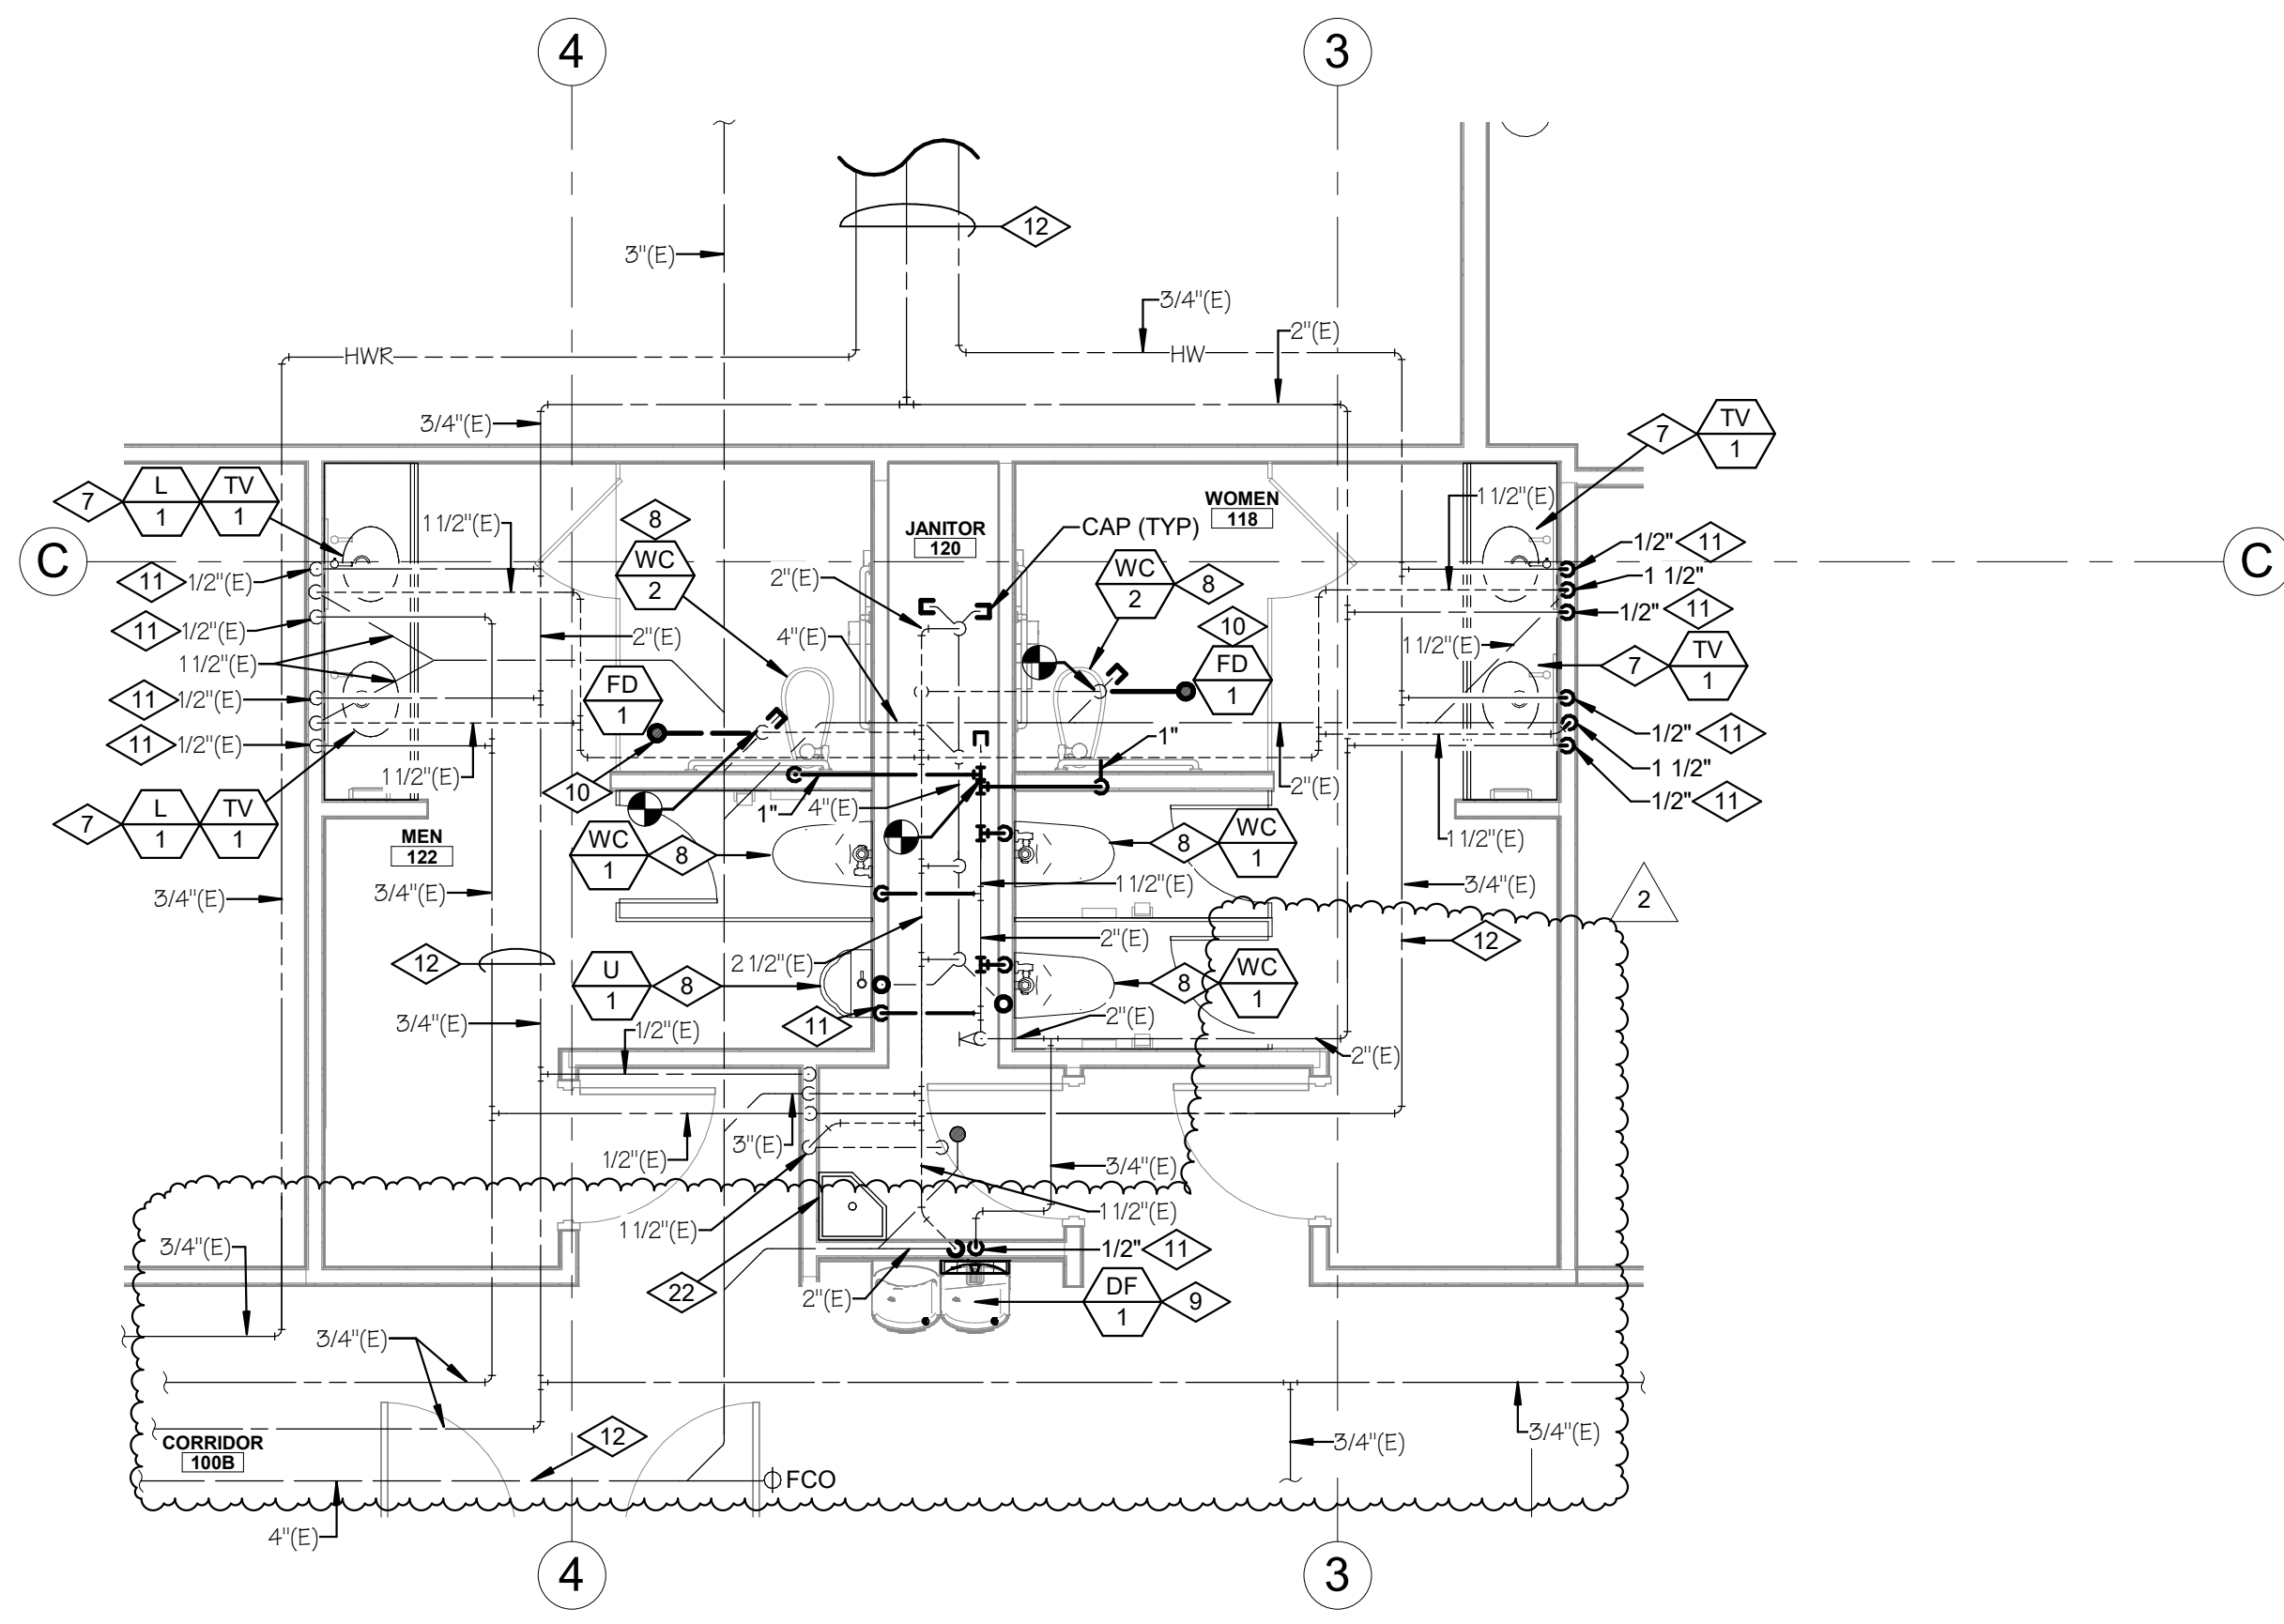 4
3
12
3"(E)
3/4"(E)
2"(E)
HWR
HW
3/4"(E)
7
TV
1
7
L
1
TV
1
1 1/2"(E)
8
WC
2
JANITOR
120
CAP (TYP)
WOMEN
118
1 1/2"(E)
C
C
11
1/2"(E)
2"(E)
WC
2
8
1/2"
11
1 1/2"
11
1/2"(E)
2"(E)
4"(E)
10
1/2"
11
1 1/2"(E)
1 1/2"(E)
FD
1
FD
1
7
TV
1
11
1/2"(E)
11
1/2"(E)
1/2"
11
1 1/2"(E)
10
1"
1"
4"(E)
2"(E)
1 1/2"
1/2"
11
7
L
1
TV
1
MEN
122
WC
1
8
8
WC
1
1 1/2"(E)
3/4"(E)
3/4"(E)
1 1/2"(E)
3/4"(E)
2
12
2 1/2"(E)
2"(E)
12
U
1
8
8
WC
1
3/4"(E)
1/2"(E)
11
2"(E)
2"(E)
1/2"(E)
3"(E)
3/4"(E)
1 1/2"(E)
1 1/2"(E)
3/4"(E)
1/2"
11
22
2"(E)
DF
1
9
3/4"(E)
12
3/4"(E)
3/4"(E)
CORRIDOR
100B
FCO
4"(E)
4
3